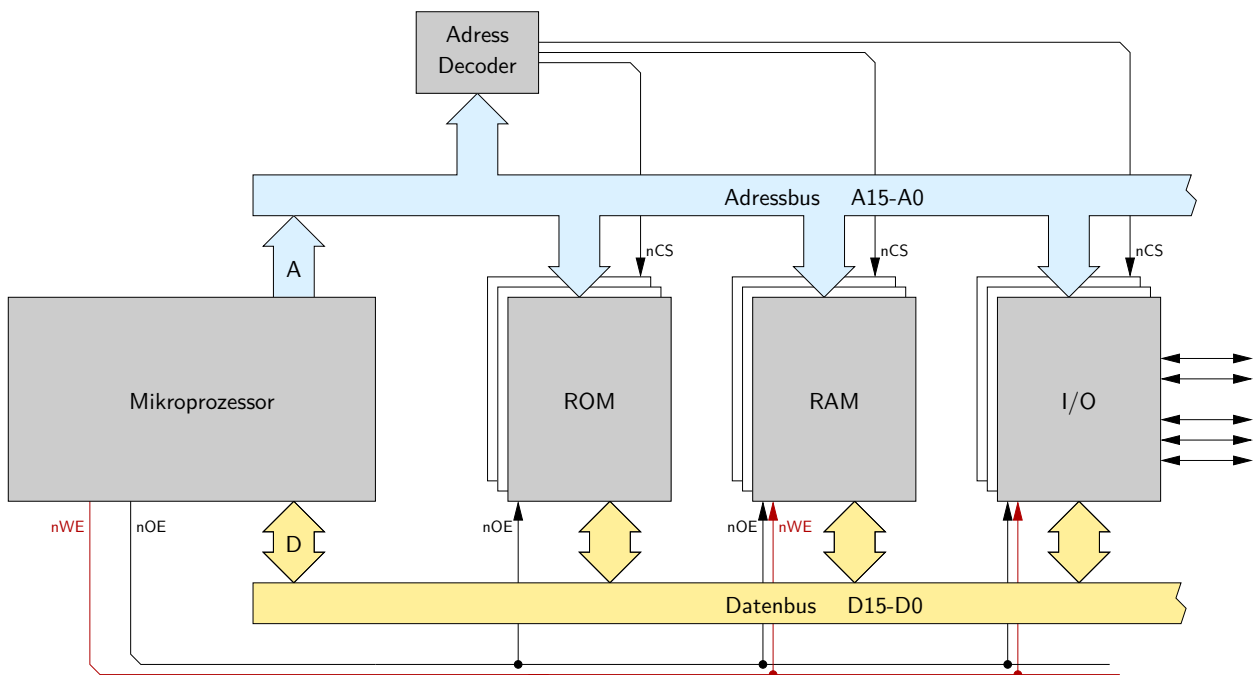 Adress
Decoder
Adressbus A15-A0
nCS
nCS
nCS
A
Mikroprozessor
ROM
RAM
I/O
nWE
nOE
D
nOE
nOE
nWE
Datenbus D15-D0